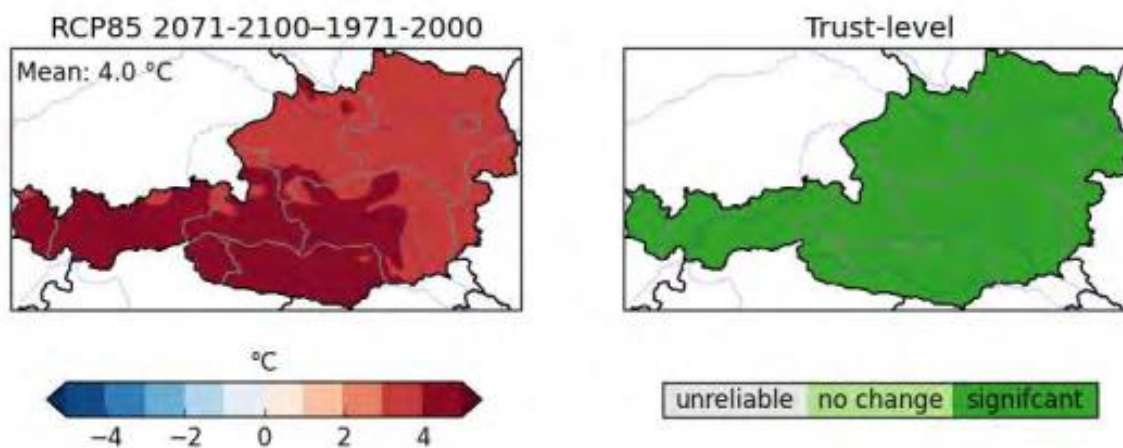 RCP85 2071-2100–1971-2000
Trust-level
Mean: 4.0 °C
°C
−4 −2 0 2 4
unreliable no change signifcant